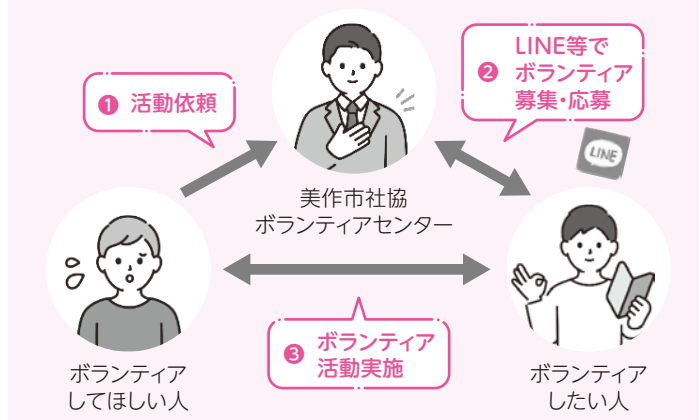 ❶ 活動依頼
❷ LINE等で
ボランティア
募集・応募
LINE
美作市社協
ボランティアセンター
❸ ボランティア
活動実施
ボランティア
してほしい人
ボランティア
したい人